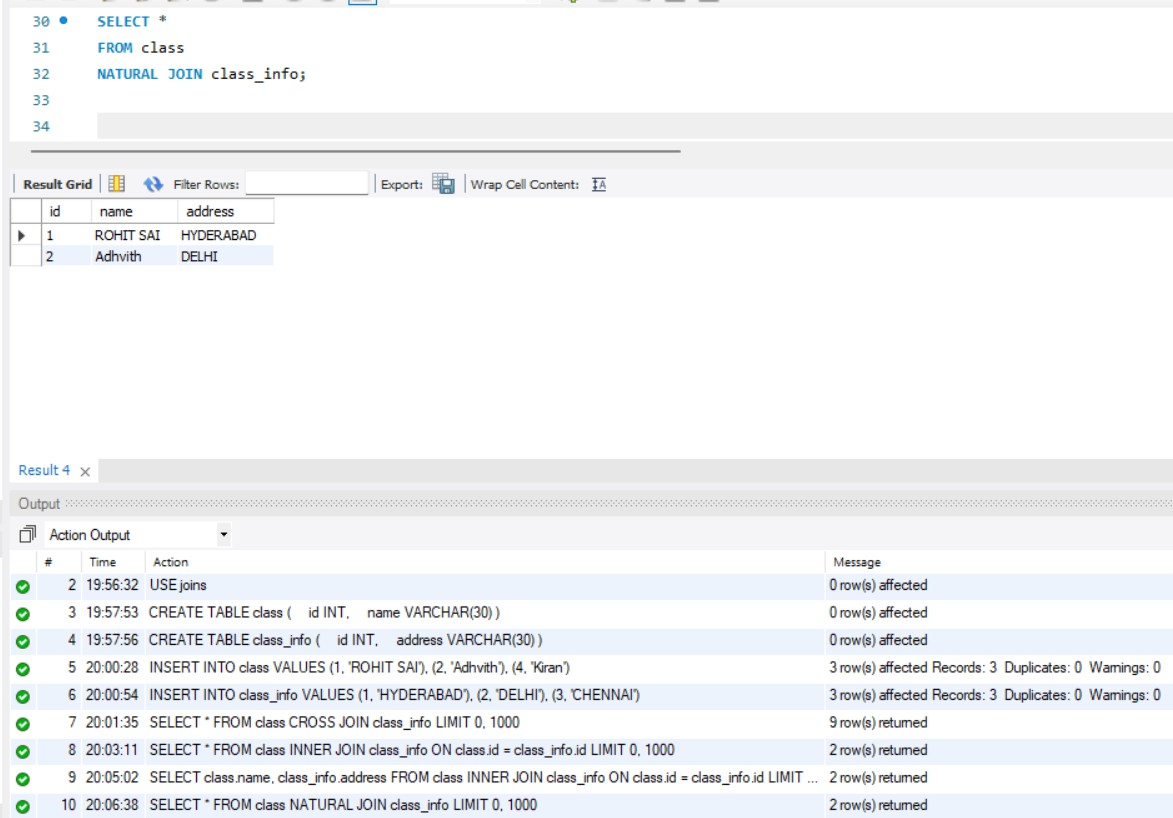 30 SELECT *
31 FROM class
32 NATURAL JOIN class_info;
33
34
Result Grid Filter Rows: Export: Wrap Cell Content:
id name address
1 ROHIT SAI HYDERABAD
2 Adhvith DELHI
Result 4
Output
Action Output
# Time Action Message
2 19:56:32 USE joins 0 row(s) affected
3 19:57:53 CREATE TABLE class ( id INT, name VARCHAR(30) ) 0 row(s) affected
4 19:57:56 CREATE TABLE class_info ( id INT, address VARCHAR(30) ) 0 row(s) affected
5 20:00:28 INSERT INTO class VALUES (1, 'ROHIT SAI'), (2, 'Adhvith'), (4, 'Kiran') 3 row(s) affected Records: 3 Duplicates: 0 Warnings: 0
6 20:00:54 INSERT INTO class_info VALUES (1, 'HYDERABAD'), (2, 'DELHI'), (3, 'CHENNAI') 3 row(s) affected Records: 3 Duplicates: 0 Warnings: 0
7 20:01:35 SELECT * FROM class CROSS JOIN class_info LIMIT 0, 1000 9 row(s) returned
8 20:03:11 SELECT * FROM class INNER JOIN class_info ON class.id = class_info.id LIMIT 0, 1000 2 row(s) returned
9 20:05:02 SELECT class.name, class_info.address FROM class INNER JOIN class_info ON class.id = class_info.id LIMIT ... 2 row(s) returned
10 20:06:38 SELECT * FROM class NATURAL JOIN class_info LIMIT 0, 1000 2 row(s) returned